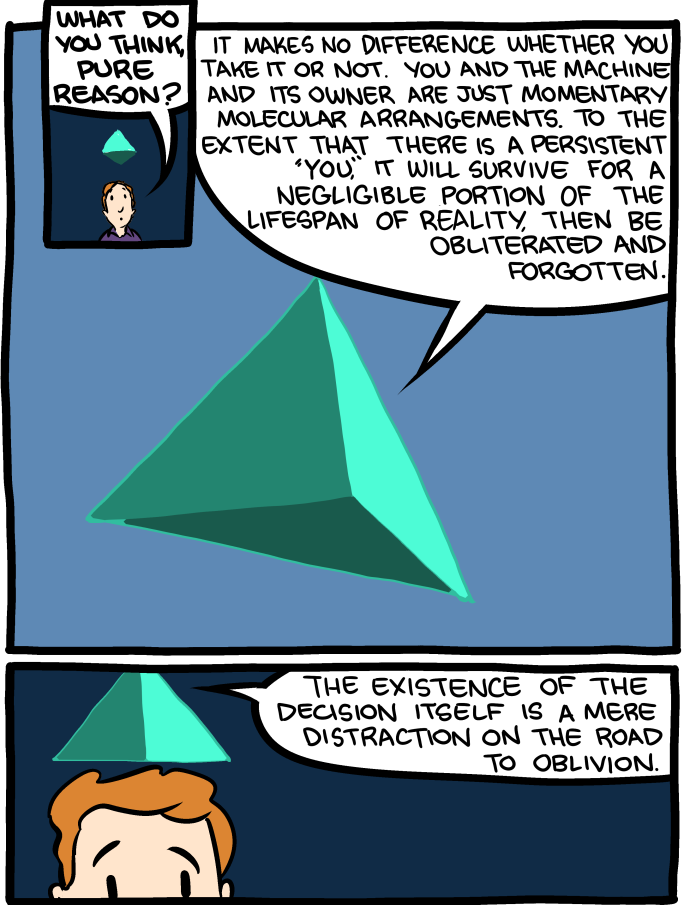 WHAT DO
YOU THINK,
PURE
REASON?
IT MAKES NO DIFFERENCE WHETHER YOU
TAKE IT OR NOT. YOU AND THE MACHINE
AND ITS OWNER ARE JUST MOMENTARY
MOLECULAR ARRANGEMENTS. TO THE
EXTENT THAT THERE IS A PERSISTENT
"YOU," IT WILL SURVIVE FOR A
NEGLIGIBLE PORTION OF THE
LIFESPAN OF REALITY, THEN BE
OBLITERATED AND
FORGOTTEN.
THE EXISTENCE OF THE
DECISION ITSELF IS A MERE
DISTRACTION ON THE ROAD
TO OBLIVION.